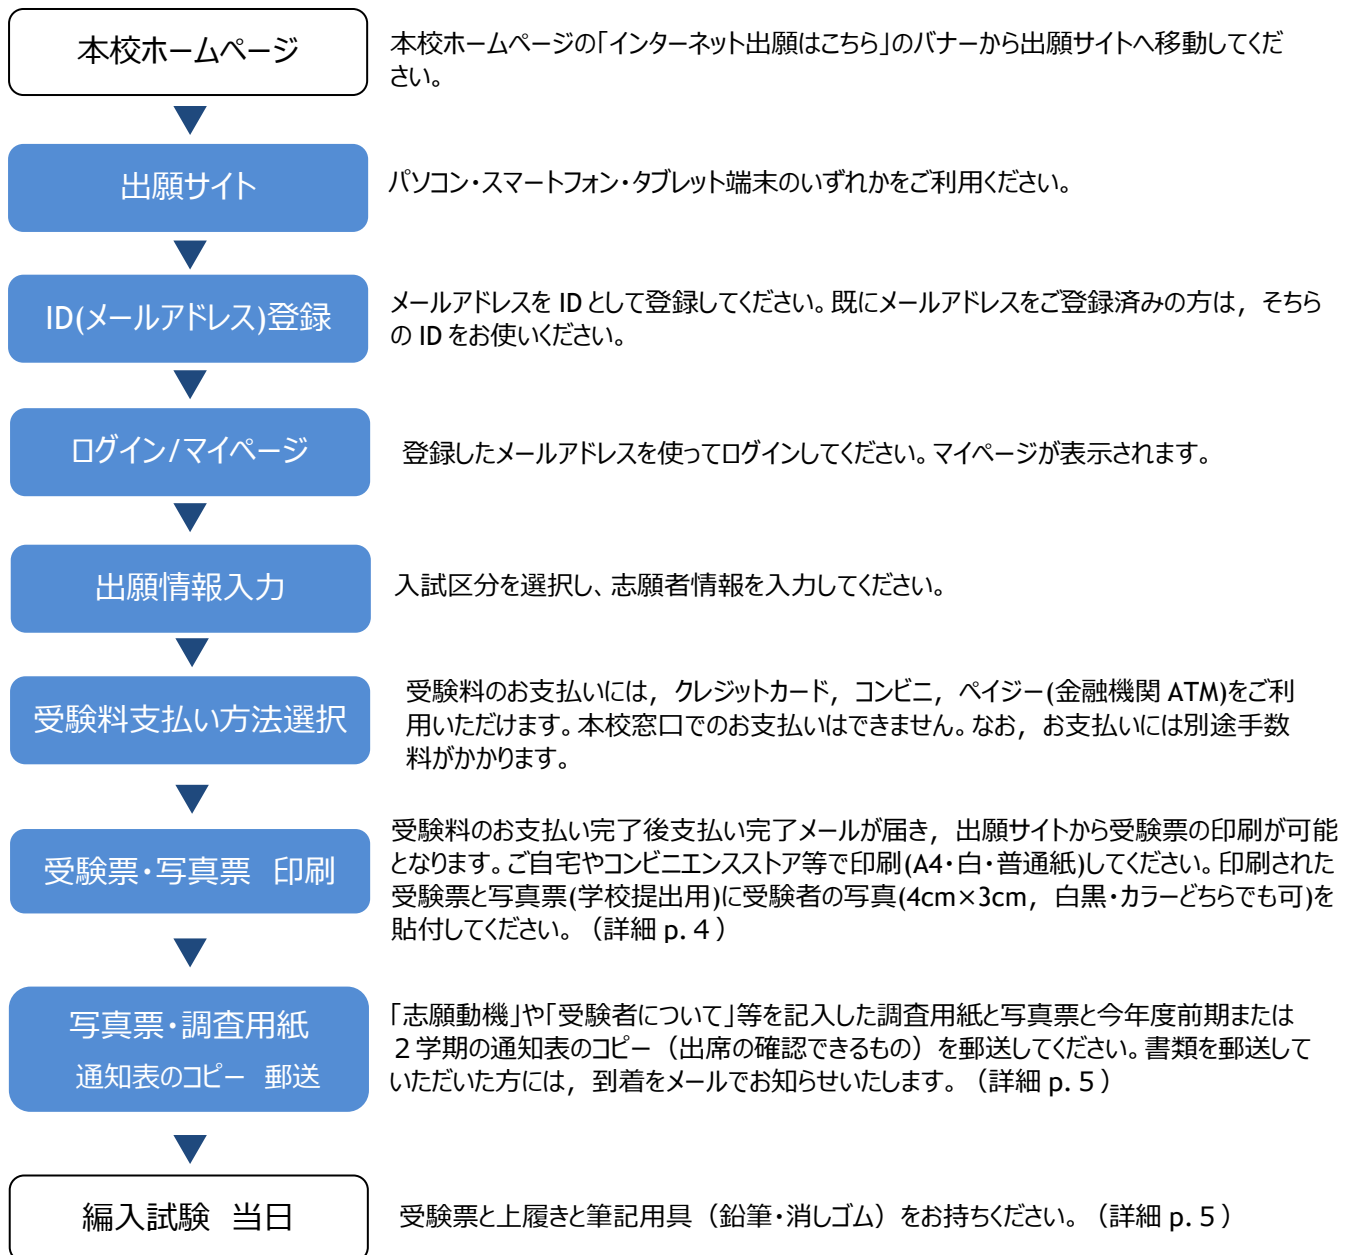 本校ホームページ
本校ホームページの「インターネット出願はこちら」のバナーから出願サイトへ移動してくだ
さい。
出願サイト
パソコン・スマートフォン・タブレット端末のいずれかをご利用ください。
ID(メールアドレス)登録
メールアドレスを ID として登録してください。既にメールアドレスをご登録済みの方は，そちら
の ID をお使いください。
ログイン/マイページ
登録したメールアドレスを使ってログインしてください。マイページが表示されます。
出願情報入力
入試区分を選択し、志願者情報を入力してください。
受験料支払い方法選択
受験料のお支払いには，クレジットカード，コンビニ，ペイジー(金融機関 ATM)をご利
用いただけます。本校窓口でのお支払いはできません。なお，お支払いには別途手数
料がかかります。
受験票・写真票　印刷
受験料のお支払い完了後支払い完了メールが届き，出願サイトから受験票の印刷が可能
となります。ご自宅やコンビニエンスストア等で印刷(A4・白・普通紙)してください。印刷された
受験票と写真票(学校提出用)に受験者の写真(4cm×3cm，白黒・カラーどちらでも可)を
貼付してください。（詳細 p.４）
写真票・調査用紙
通知表のコピー　郵送
「志願動機」や「受験者について」等を記入した調査用紙と写真票と今年度前期または
２学期の通知表のコピー（出席の確認できるもの）を郵送してください。書類を郵送して
いただいた方には，到着をメールでお知らせいたします。（詳細 p.５）
編入試験　当日
受験票と上履きと筆記用具（鉛筆・消しゴム）をお持ちください。（詳細 p.５）